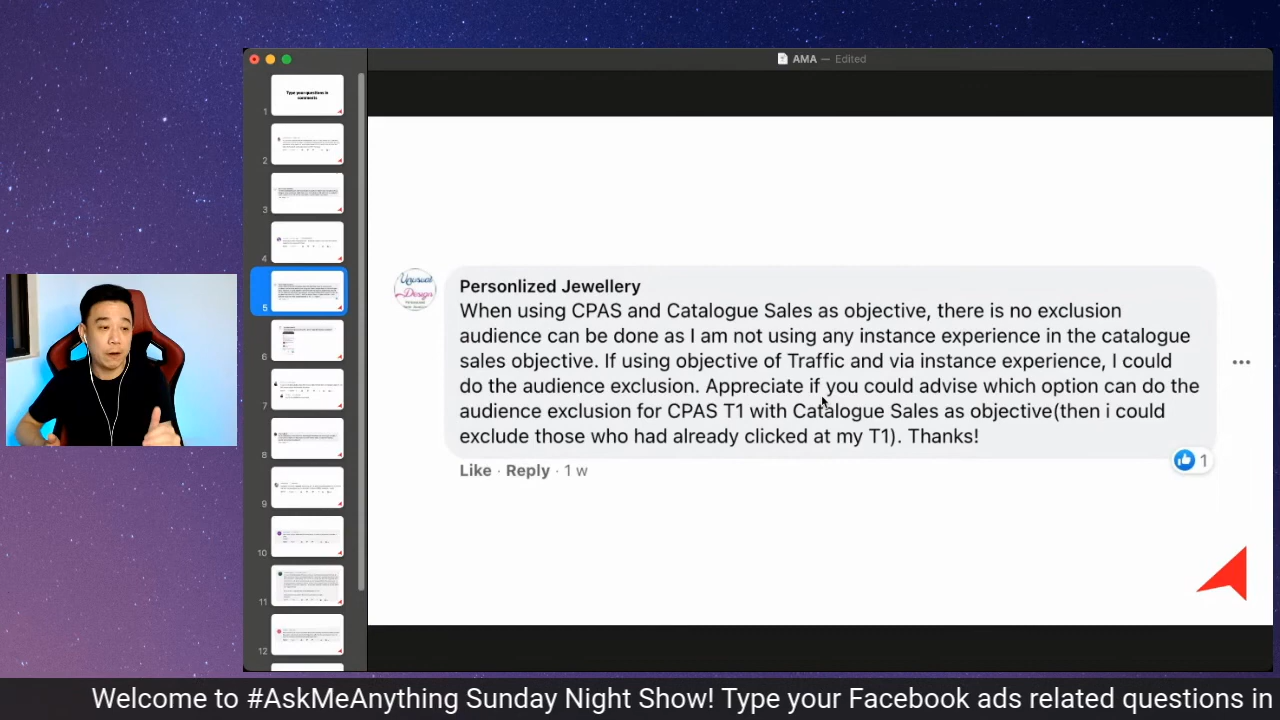 AMA — Edited
Type your questions in
comments
1
2
3
4
5
6
7
8
9
10
11
12
Unusual
Design
Personlized Jewellery
When using CPAS and Catalogue Sales as objective, there is no exclusion
audience can be done as I am not using any instance experience in the catalogue
sales objective. If using objective of Traffic and via instance experience, I could
do the audience exclusion. Appreciate if you could advise which option can do the
audience exclusion for CPAS T1 with Catalogue Sales as objective(then i could
exclude those who had already clicked at my T1). Thanks!
Like · Reply · 1 w
1
Welcome to #AskMeAnything Sunday Night Show! Type your Facebook ads related questions in